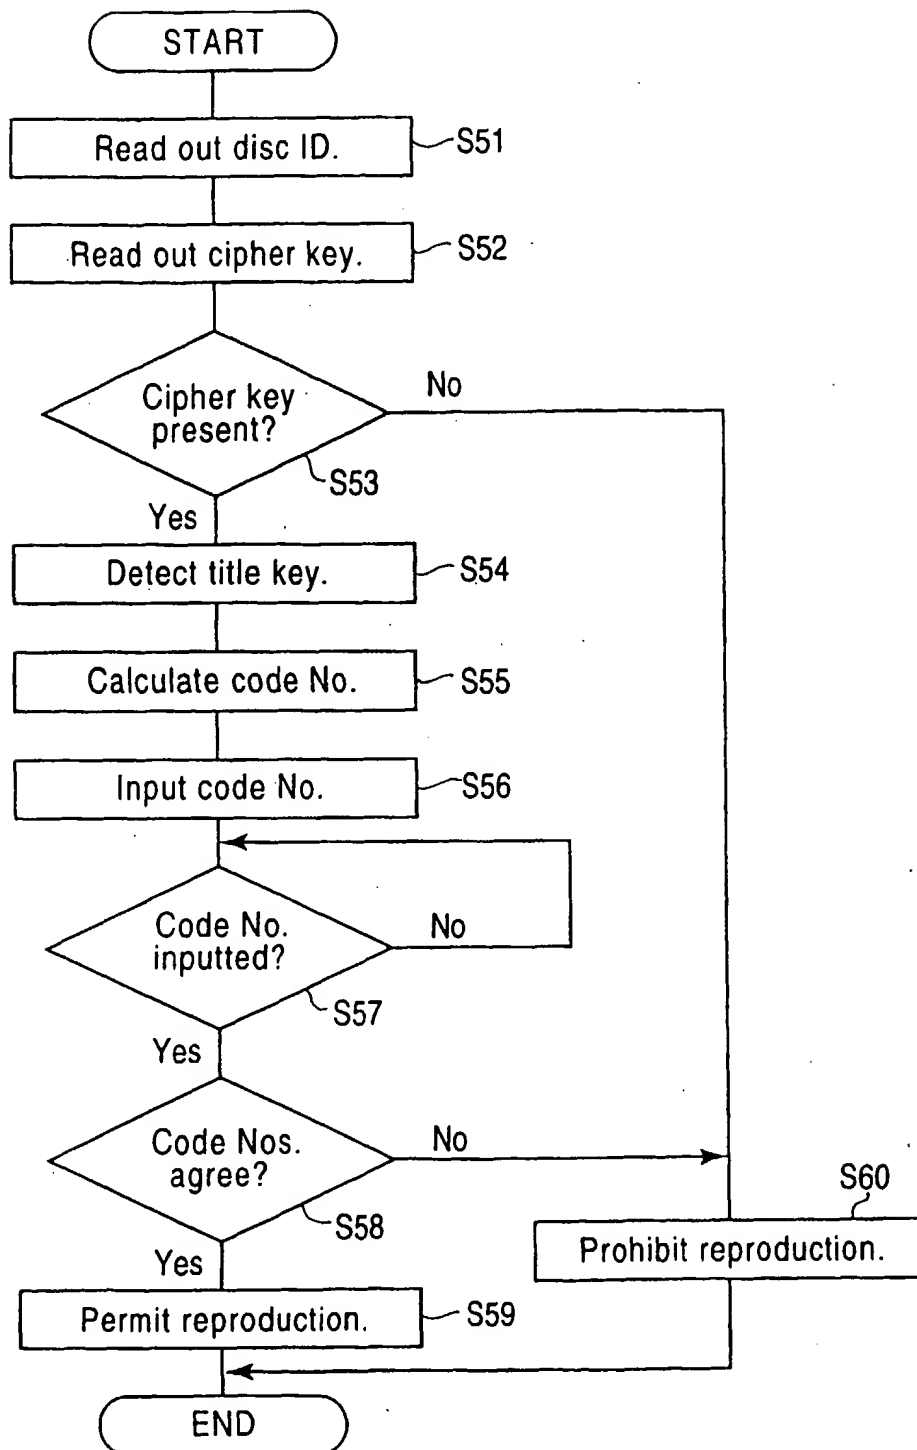 START
Read out disc ID.
S51
Read out cipher key.
S52
Cipher key
present?
No
S53
Yes
Detect title key.
S54
Calculate code No.
S55
Input code No.
S56
Code No.
inputted?
No
S57
Yes
Code Nos.
agree?
No
S58
S60
Prohibit reproduction.
Yes
Permit reproduction.
S59
END